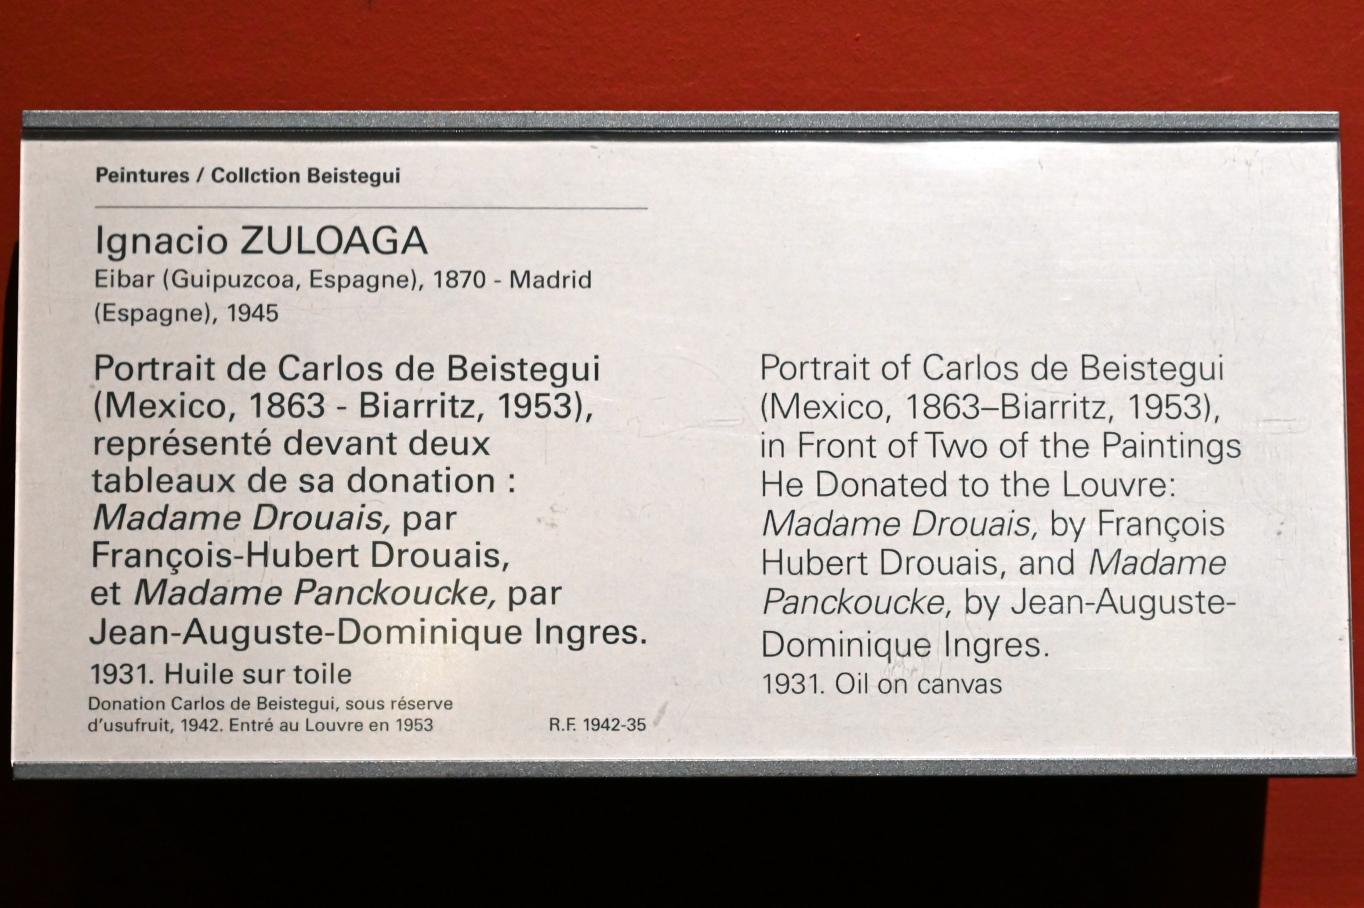 Peintures / Collction Beistegui
Ignacio ZULOAGA
Eibar (Guipuzcoa, Espagne), 1870 - Madrid
(Espagne), 1945
Portrait de Carlos de Beistegui
(Mexico, 1863 - Biarritz, 1953),
représenté devant deux
tableaux de sa donation :
Madame Drouais, par
François-Hubert Drouais,
et Madame Panckoucke, par
Jean-Auguste-Dominique Ingres.
1931. Huile sur toile
Donation Carlos de Beistegui, sous réserve
d'usufruit, 1942. Entré au Louvre en 1953
R.F. 1942-35
Portrait of Carlos de Beistegui
(Mexico, 1863–Biarritz, 1953),
in Front of Two of the Paintings
He Donated to the Louvre:
Madame Drouais, by François
Hubert Drouais, and Madame
Panckoucke, by Jean-Auguste-
Dominique Ingres.
1931. Oil on canvas